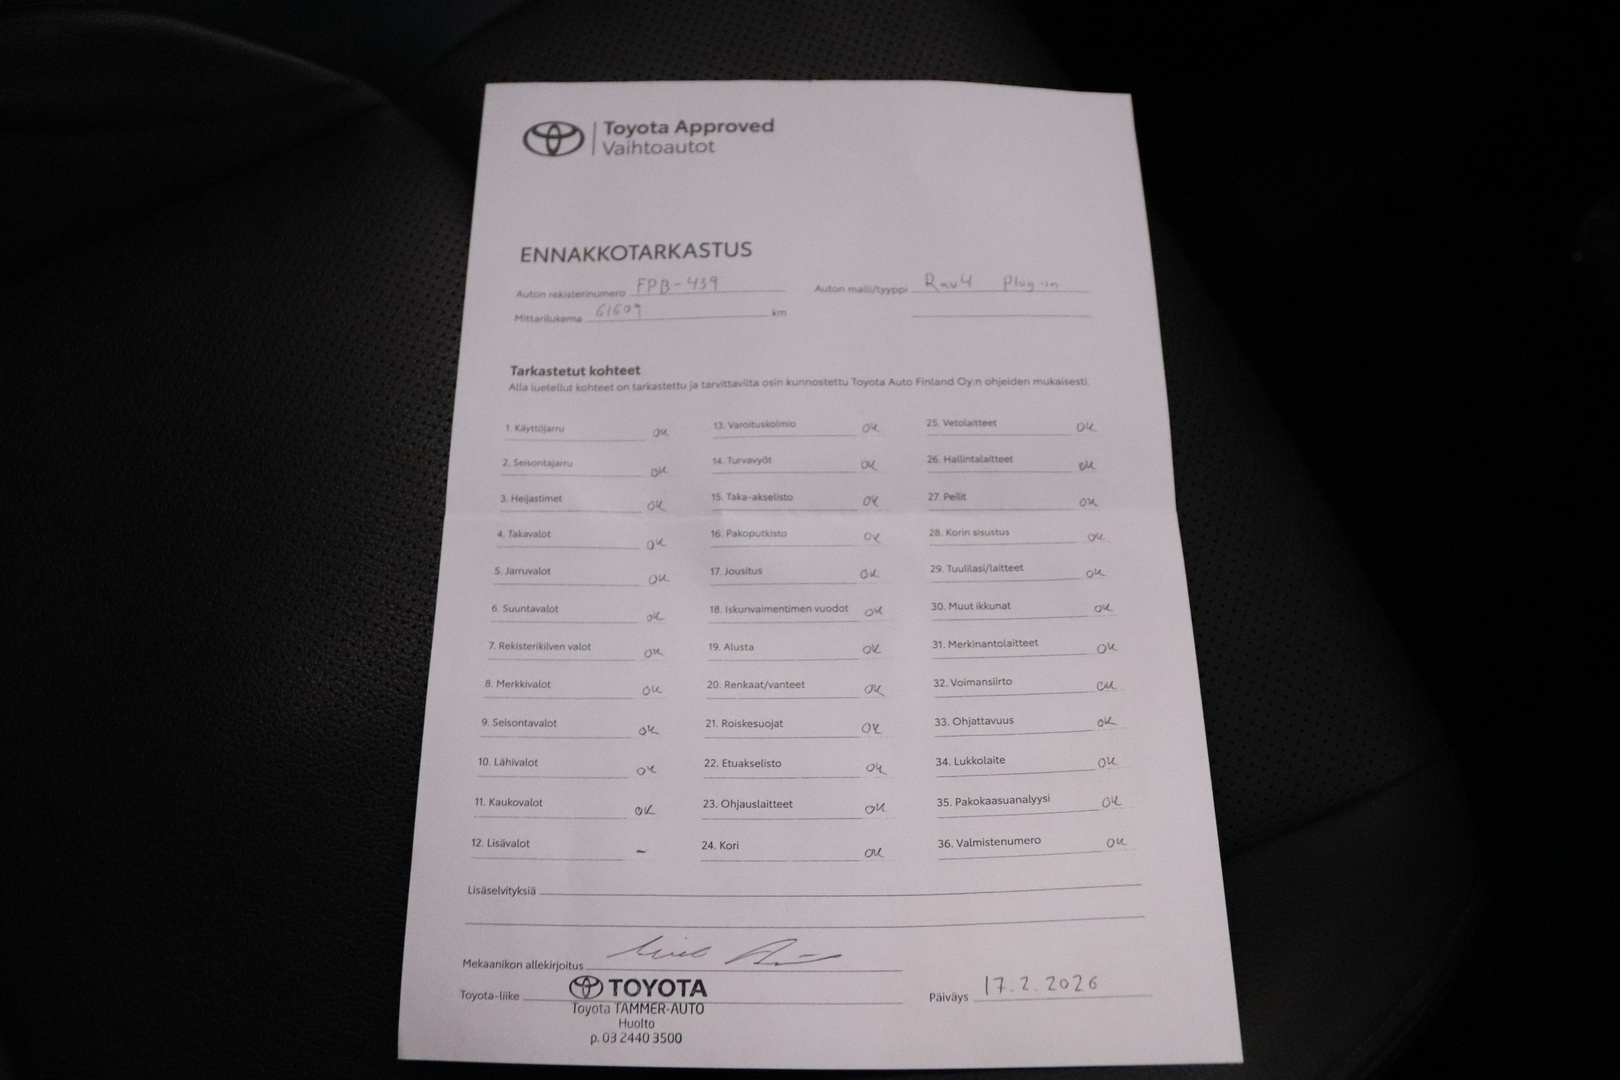 Toyota Approved
Vaihtoautot
ENNAKKOTARKASTUS
Auton rekisterinumero FPB-439 Auton malli/tyyppi Rav4 Plug-in
Mittarilukema 61609 km
Tarkastetut kohteet
Alla luetellut kohteet on tarkastettu ja tarvittavilta osin kunnostettu Toyota Auto Finland Oy:n ohjeiden mukaisesti.
1. Käyttöjarru OK 13. Varoituskolmio OK 25. Vetolaitteet OK
2. Seisontajarru OK 14. Turvavyöt OK 26. Hallintalaitteet OK
3. Heijastimet OK 15. Taka-akselisto OK 27. Peilit OK
4. Takavalot OK 16. Pakoputkisto OK 28. Korin sisustus OK
5. Jarruvalot OK 17. Jousitus OK 29. Tuulilasi/laitteet OK
6. Suuntavalot OK 18. Iskunvaimentimen vuodot OK 30. Muut ikkunat OK
7. Rekisterikilven valot OK 19. Alusta OK 31. Merkinantolaitteet OK
8. Merkkivalot OK 20. Renkaat/vanteet OK 32. Voimansiirto OK
9. Seisontavalot OK 21. Roiskesuojat OK 33. Ohjattavuus OK
10. Lähivalot OK 22. Etuakselisto OK 34. Lukkolaite OK
11. Kaukovalot OK 23. Ohjauslaitteet OK 35. Pakokaasuanalyysi OK
12. Lisävalot - 24. Kori OK 36. Valmistenumero OK
Lisäselvityksiä
Mekaanikon allekirjoitus
Toyota-liike TOYOTA Päiväys 17.2.2026
Toyota TAMMER-AUTO
Huolto
p. 03 2440 3500